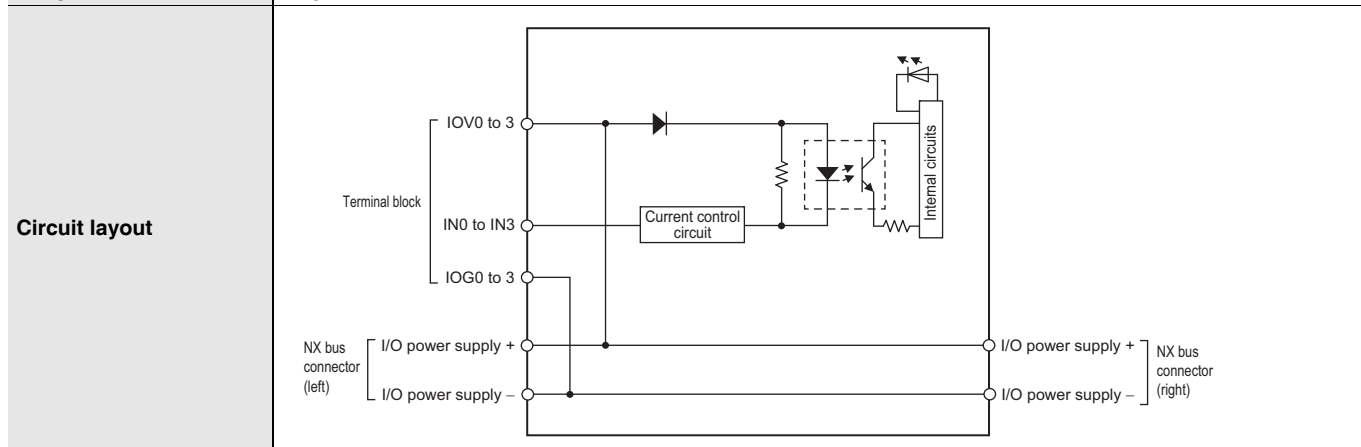 Circuit layout
Terminal block
IOV0 to 3
IN0 to IN3
IOG0 to 3
Current control
circuit
Internal circuits
NX bus
connector
(left)
I/O power supply +
I/O power supply –
I/O power supply +
I/O power supply –
NX bus
connector
(right)